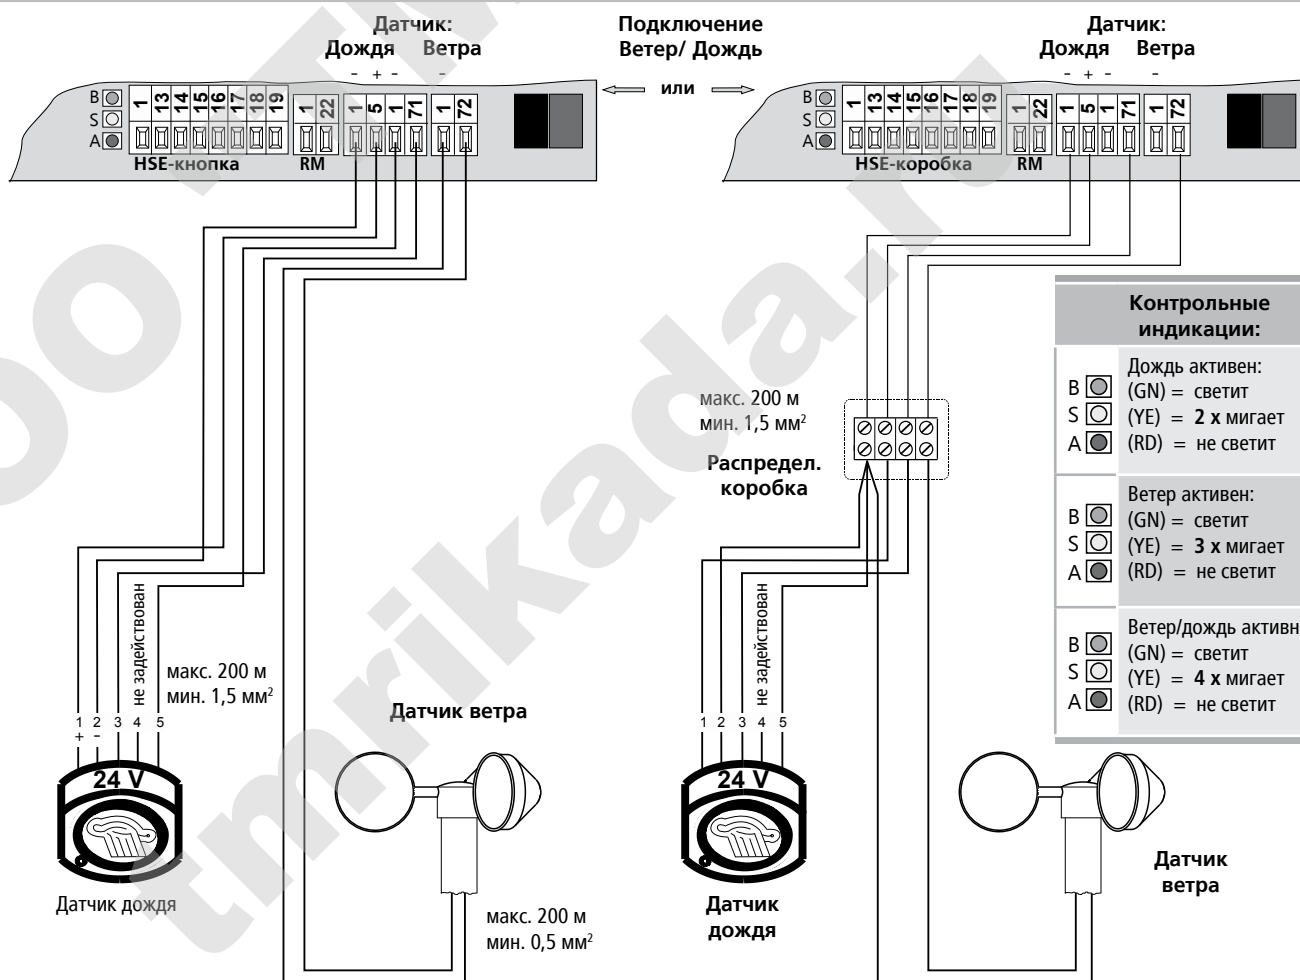 Датчик:
Дождя Ветра
- + - -
Подключение
Ветер/ Дождь
или
Датчик:
Дождя Ветра
- + - -
B
S
A
1 13 14 15 16 17 18 19
1 22
1 5 1 71
1 72
HSE-кнопка
RM
B
S
A
1 13 14 15 16 17 18 19
1 22
1 5 1 71
1 72
HSE-коробка
RM
Контрольные
индикации:
Дождь активен:
B (GN) = светит
S (YE) = 2 x мигает
A (RD) = не светит
Ветер активен:
B (GN) = светит
S (YE) = 3 x мигает
A (RD) = не светит
Ветер/дождь активн
B (GN) = светит
S (YE) = 4 x мигает
A (RD) = не светит
макс. 200 м
мин. 1,5 мм²
Распредел.
коробка
не задействован
макс. 200 м
мин. 1,5 мм²
1 2 3 4 5
+ -
24 V
Датчик дождя
Датчик ветра
макс. 200 м
мин. 0,5 мм²
не задействован
1 2 3 4 5
24 V
Датчик
дождя
Датчик
ветра
ОО ТМ
tmrikada.ru